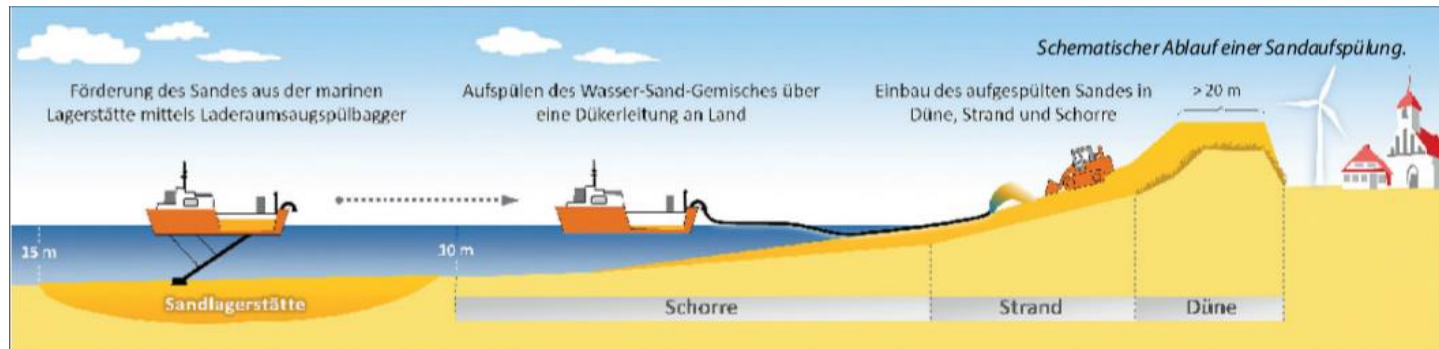 Schematischer Ablauf einer Sandaufspülung.
Förderung des Sandes aus der marinen
Lagerstätte mittels Laderaumsaugspülbagger
Aufspülen des Wasser-Sand-Gemisches über
eine Dükerleitung an Land
Einbau des aufgespülten Sandes in
Düne, Strand und Schorre
> 20 m
15 m
10 m
Sandlagerstätte
Schorre
Strand
Düne